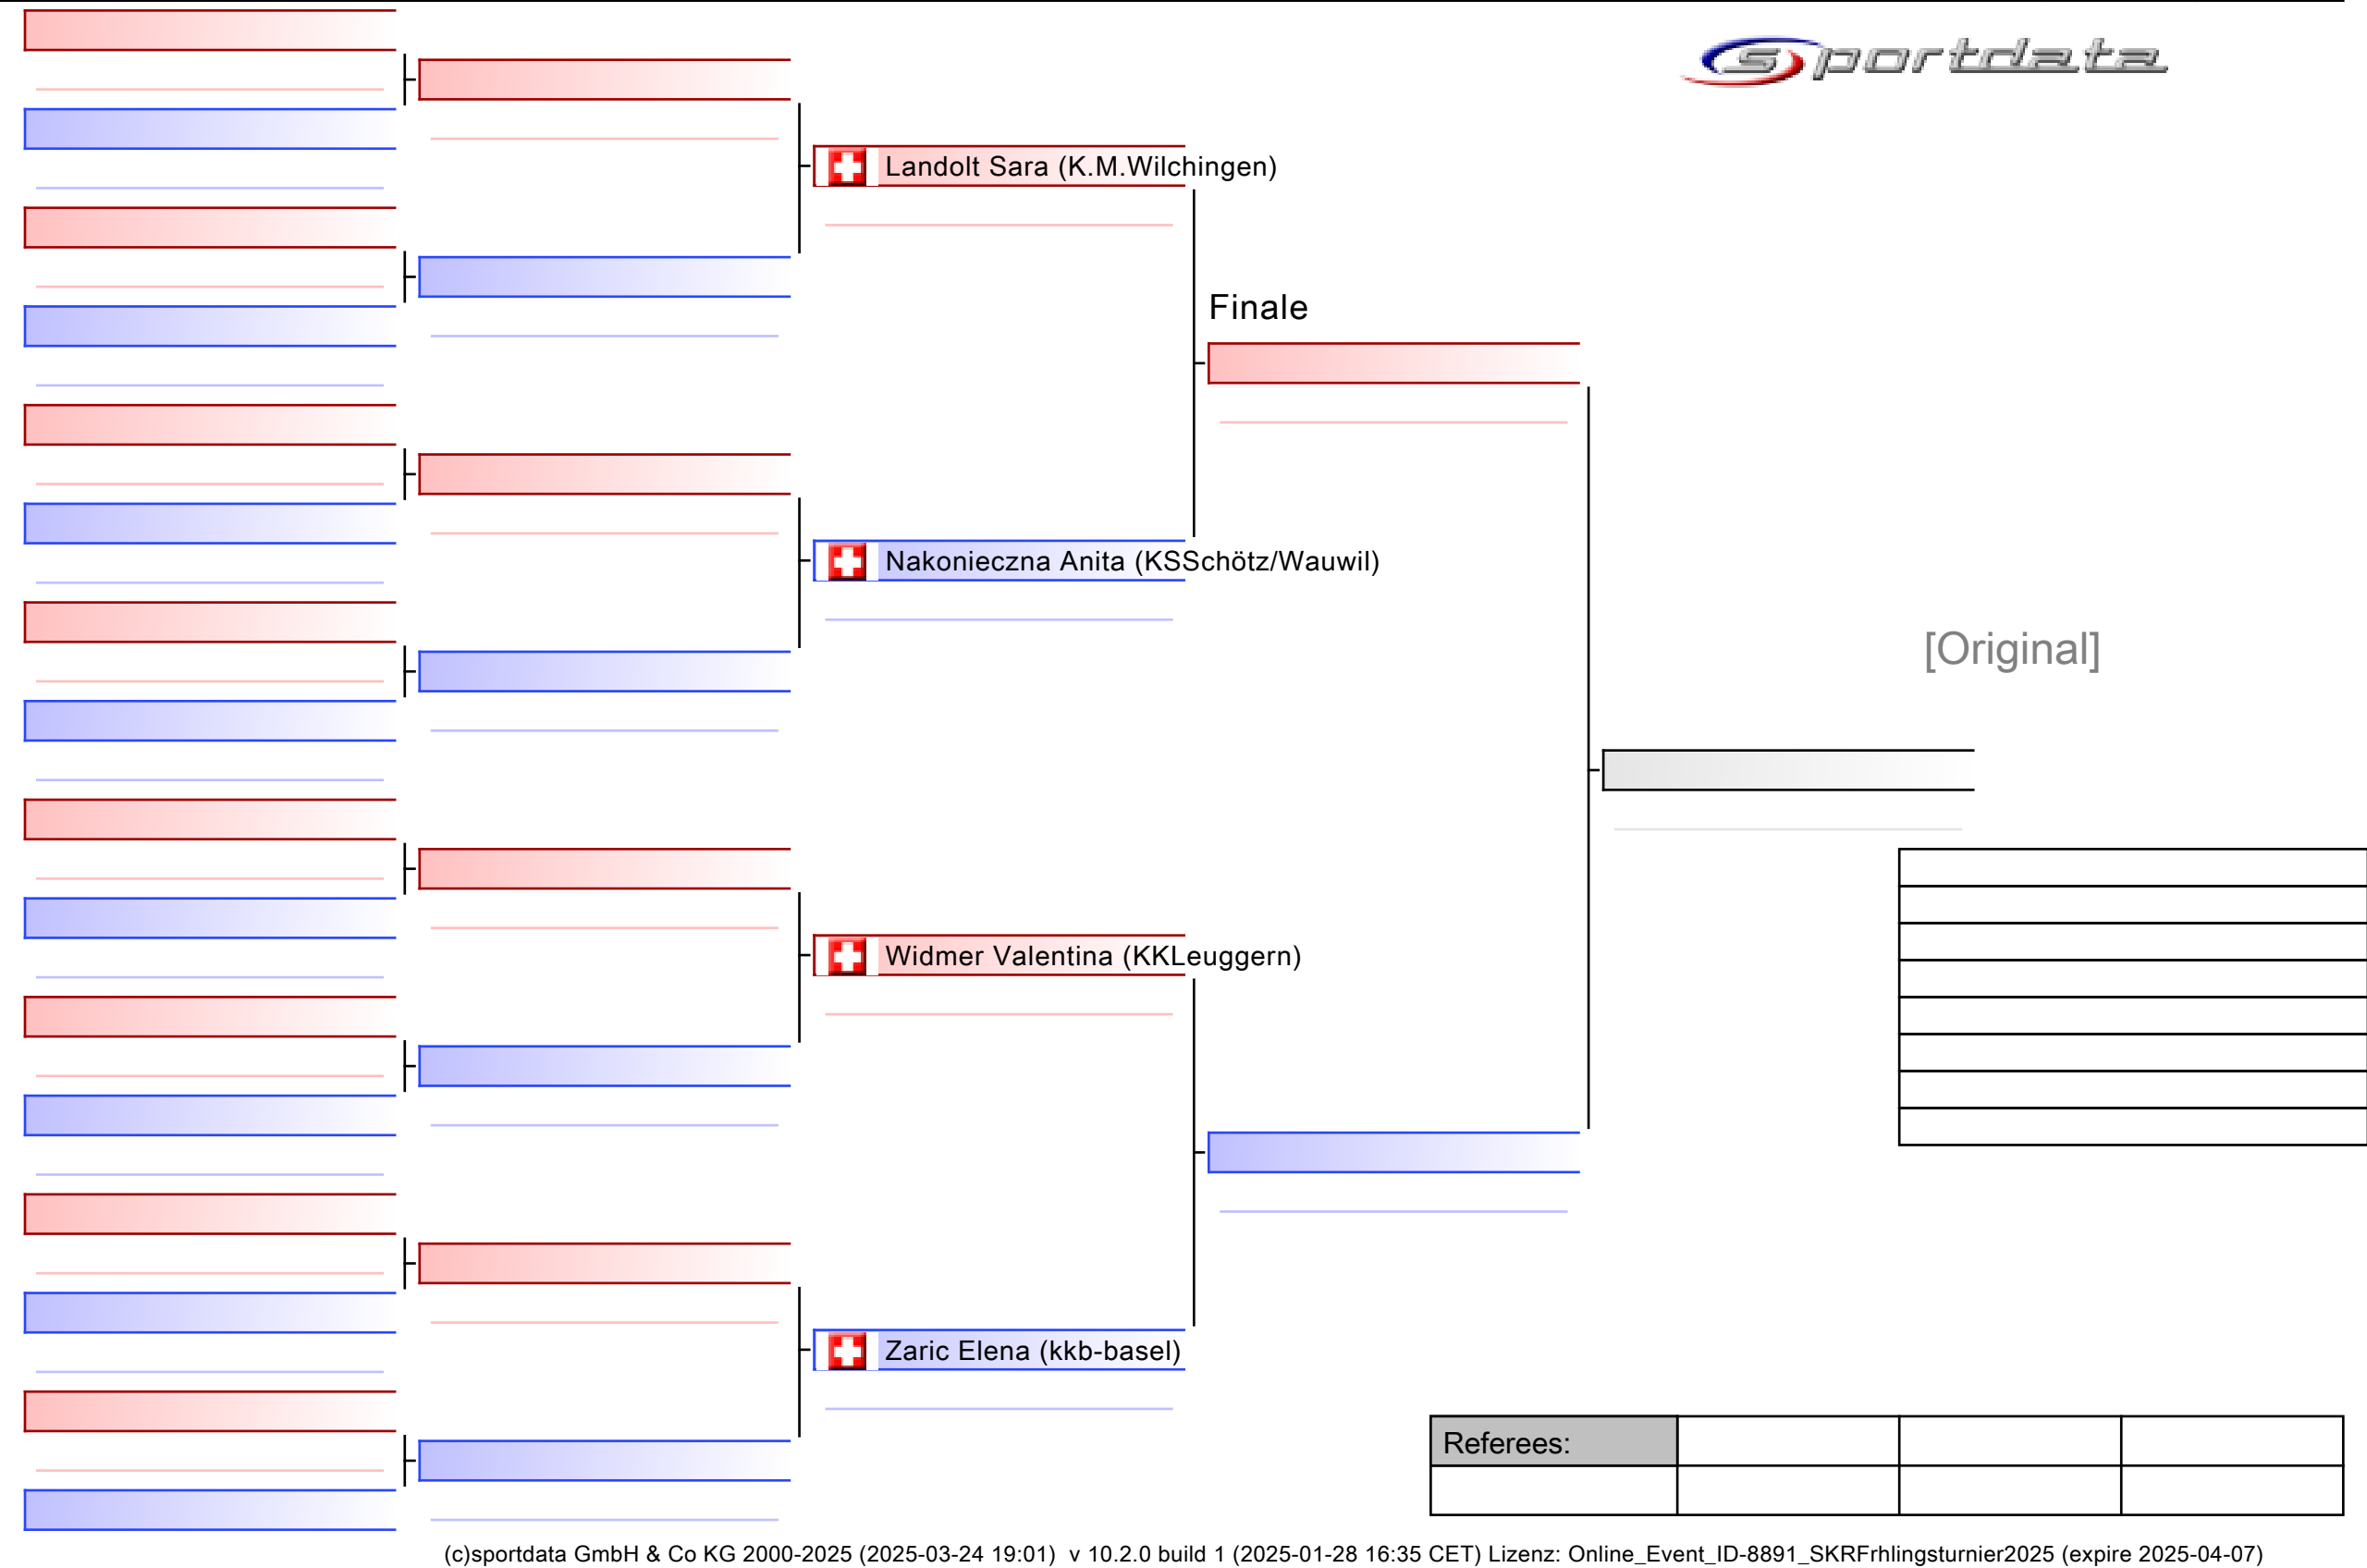 sportdata
Landolt Sara (K.M.Wilchingen)
Finale
Nakonieczna Anita (KSSchötz/Wauwil)
[Original]
Widmer Valentina (KKLeuggern)
Zaric Elena (kkb-basel)
Referees:
(c)sportdata GmbH & Co KG 2000-2025 (2025-03-24 19:01)  v 10.2.0 build 1 (2025-01-28 16:35 CET) Lizenz: Online_Event_ID-8891_SKRFrhlingsturnier2025 (expire 2025-04-07)